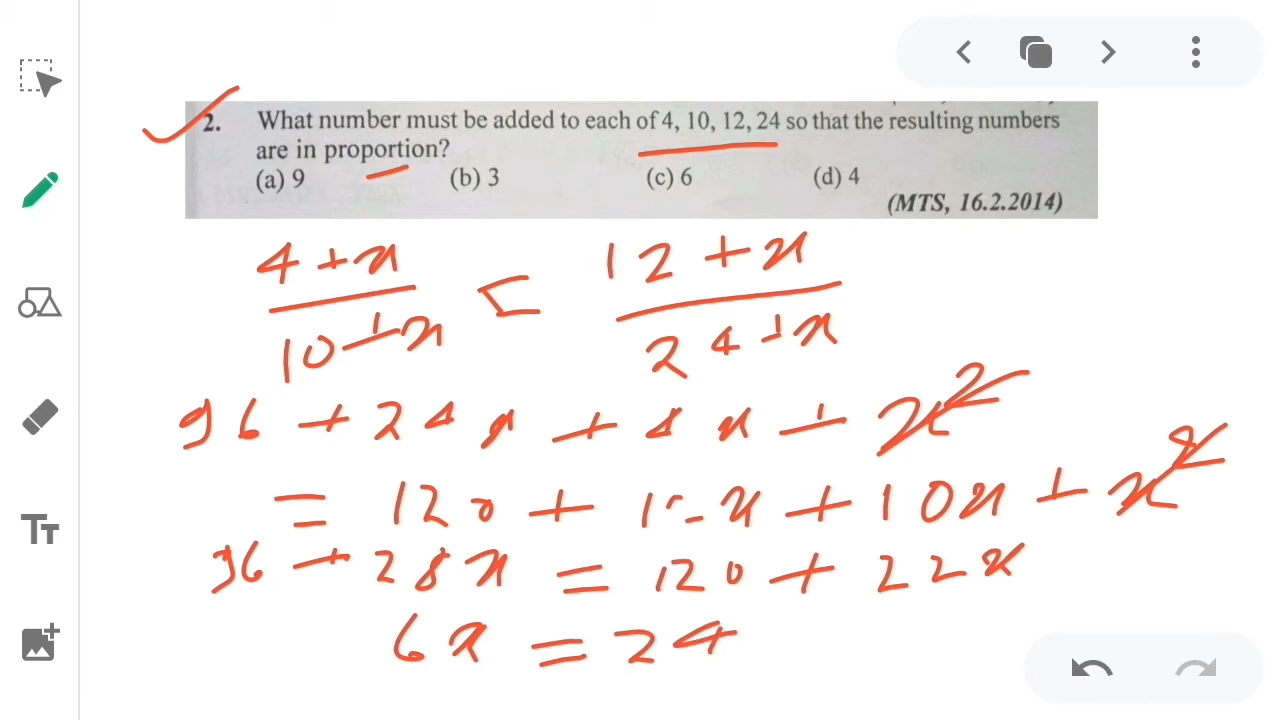 2. What number must be added to each of 4, 10, 12, 24 so that the resulting numbers
are in proportion?
(a) 9 (b) 3 (c) 6 (d) 4
(MTS, 16.2.2014)
4+x 12+x
10+x = 24+x
96 + 24x + 4x + x²
= 120 + 12x + 10x + x²
96 + 28x = 120 + 22x
6x = 24
Tт